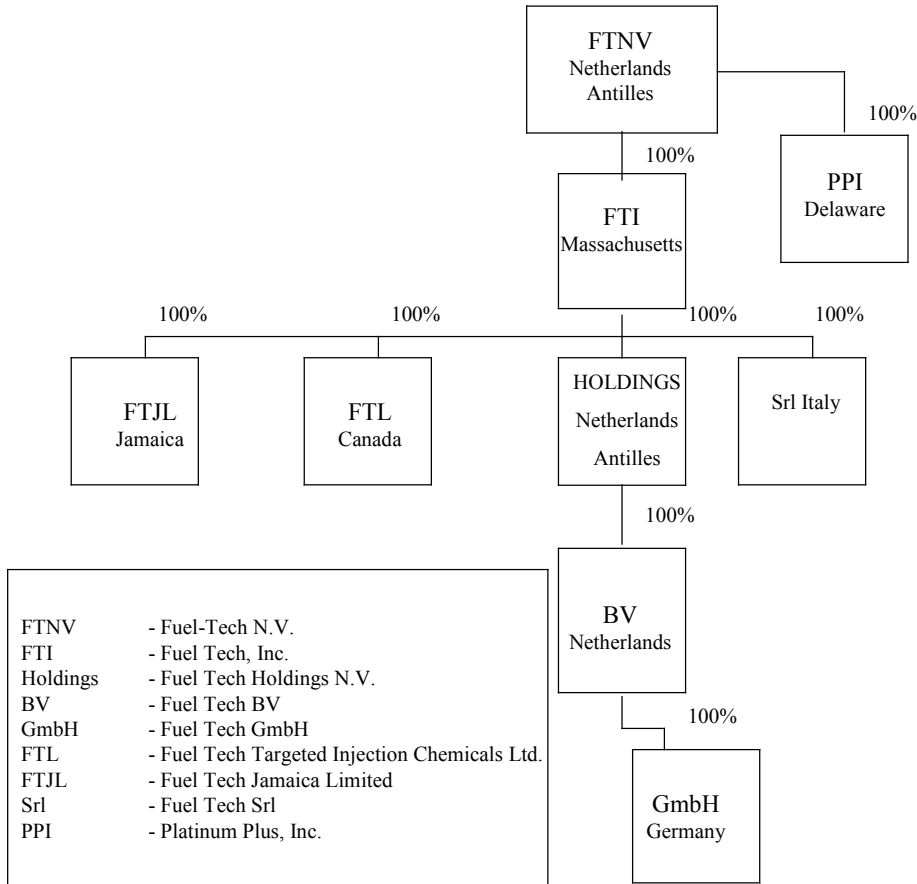 FTNV
Netherlands
Antilles
100%
100%
PPI
Delaware
FTI
Massachusetts
100%
100%
100%
100%
FTJL
Jamaica
FTL
Canada
HOLDINGS
Netherlands
Antilles
Srl Italy
100%
BV
Netherlands
100%
GmbH
Germany
FTNV - Fuel-Tech N.V.
FTI - Fuel Tech, Inc.
Holdings - Fuel Tech Holdings N.V.
BV - Fuel Tech BV
GmbH - Fuel Tech GmbH
FTL - Fuel Tech Targeted Injection Chemicals Ltd.
FTJL - Fuel Tech Jamaica Limited
Srl - Fuel Tech Srl
PPI - Platinum Plus, Inc.